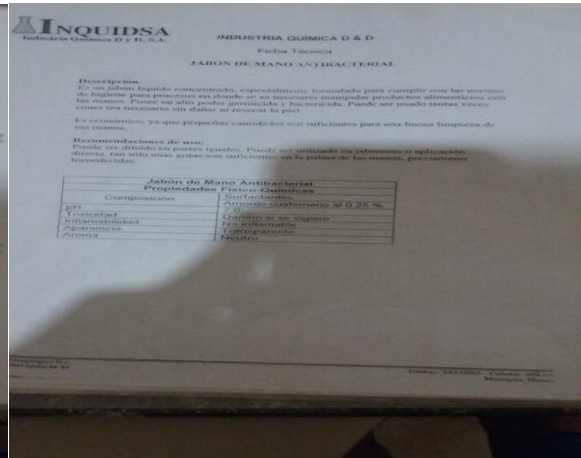 INQUIDSA
Industria Química D y D, S.A.
INDUSTRIA QUIMICA D & D
Ficha Técnica
JABÓN DE MANO ANTIBACTERIAL
Descripción:
Es un jabón líquido concentrado, especialmente formulado para cumplir con las normas
de higiene para procesos en donde se es necesario manipular productos alimenticios con
las manos. Posee un alto poder germicida y bactericida. Puede ser usado tantas veces
como sea necesario sin dañar ni resecar la piel.
Es económico, ya que pequeñas cantidades son suficientes para una buena limpieza de
sus manos.
Recomendaciones de uso:
Puede ser diluido en partes iguales. Puede ser utilizado en jaboneras o aplicación
directa, tan sólo unas gotas son suficientes en la palma de las manos, previamente
humedecidas.
Jabón de Mano Antibacterial
Propiedades Físico-Químicas
Composición
Surfactantes
Amonio cuaternario al 0.25 %
pH 7.0
Toxicidad Dañino si se ingiere
Inflamabilidad No inflamable
Apariencia Transparente
Aroma Neutro